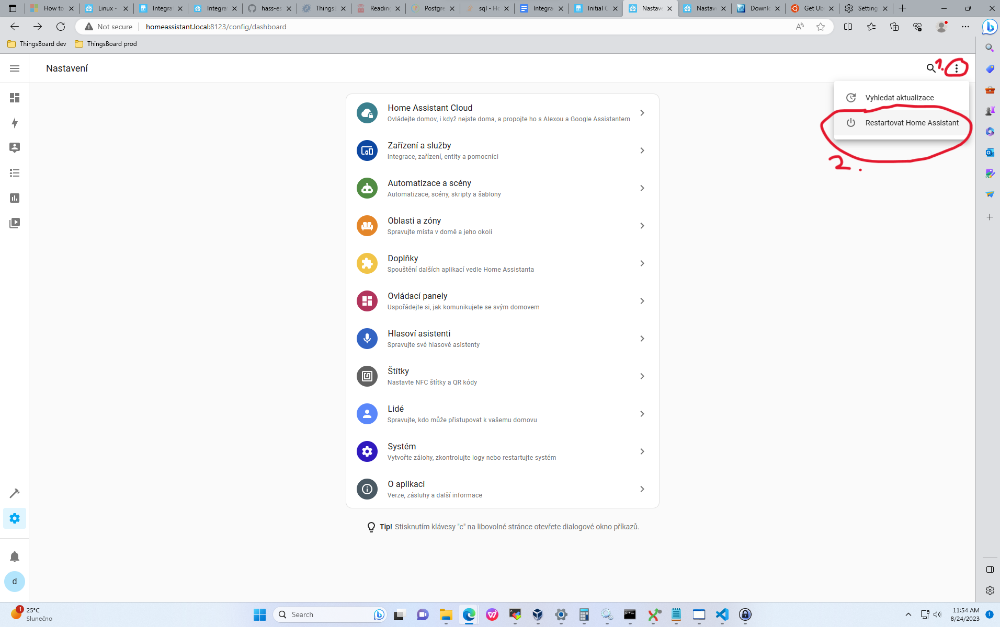 How to
Linux -
Integra
Integra
hass-es
ThingsB
Reading
Postgre
sql - Ho
Integra
Initial C
Nastave
Nastave
Downlo
Get Ub
Setting
Not secure
homeassistant.local:8123/config/dashboard
ThingsBoard dev
ThingsBoard prod
Nastavení
1.
Vyhledat aktualizace
Restartovat Home Assistant
2.
Home Assistant Cloud
Ovládejte domov, i když nejste doma, a propojte ho s Alexou a Google Assistantem
Zařízení a služby
Integrace, zařízení, entity a pomocníci
Automatizace a scény
Automatizace, scény, skripty a šablony
Oblasti a zóny
Spravujte místa v domě a jeho okolí
Doplňky
Spouštění dalších aplikací vedle Home Assistanta
Ovládací panely
Uspořádejte si, jak komunikujete se svým domovem
Hlasoví asistenti
Spravujte své hlasové asistenty
Štítky
Nastavte NFC štítky a QR kódy
Lidé
Spravujte, kdo může přistupovat k vašemu domovu
Systém
Vytvořte zálohy, zkontrolujte logy nebo restartujte systém
O aplikaci
Verze, zásluhy a další informace
Tip! Stisknutím klávesy "c" na libovolné stránce otevřete dialogové okno příkazů.
d
1
25°C
Slunečno
Search
11:54 AM
8/24/2023
1